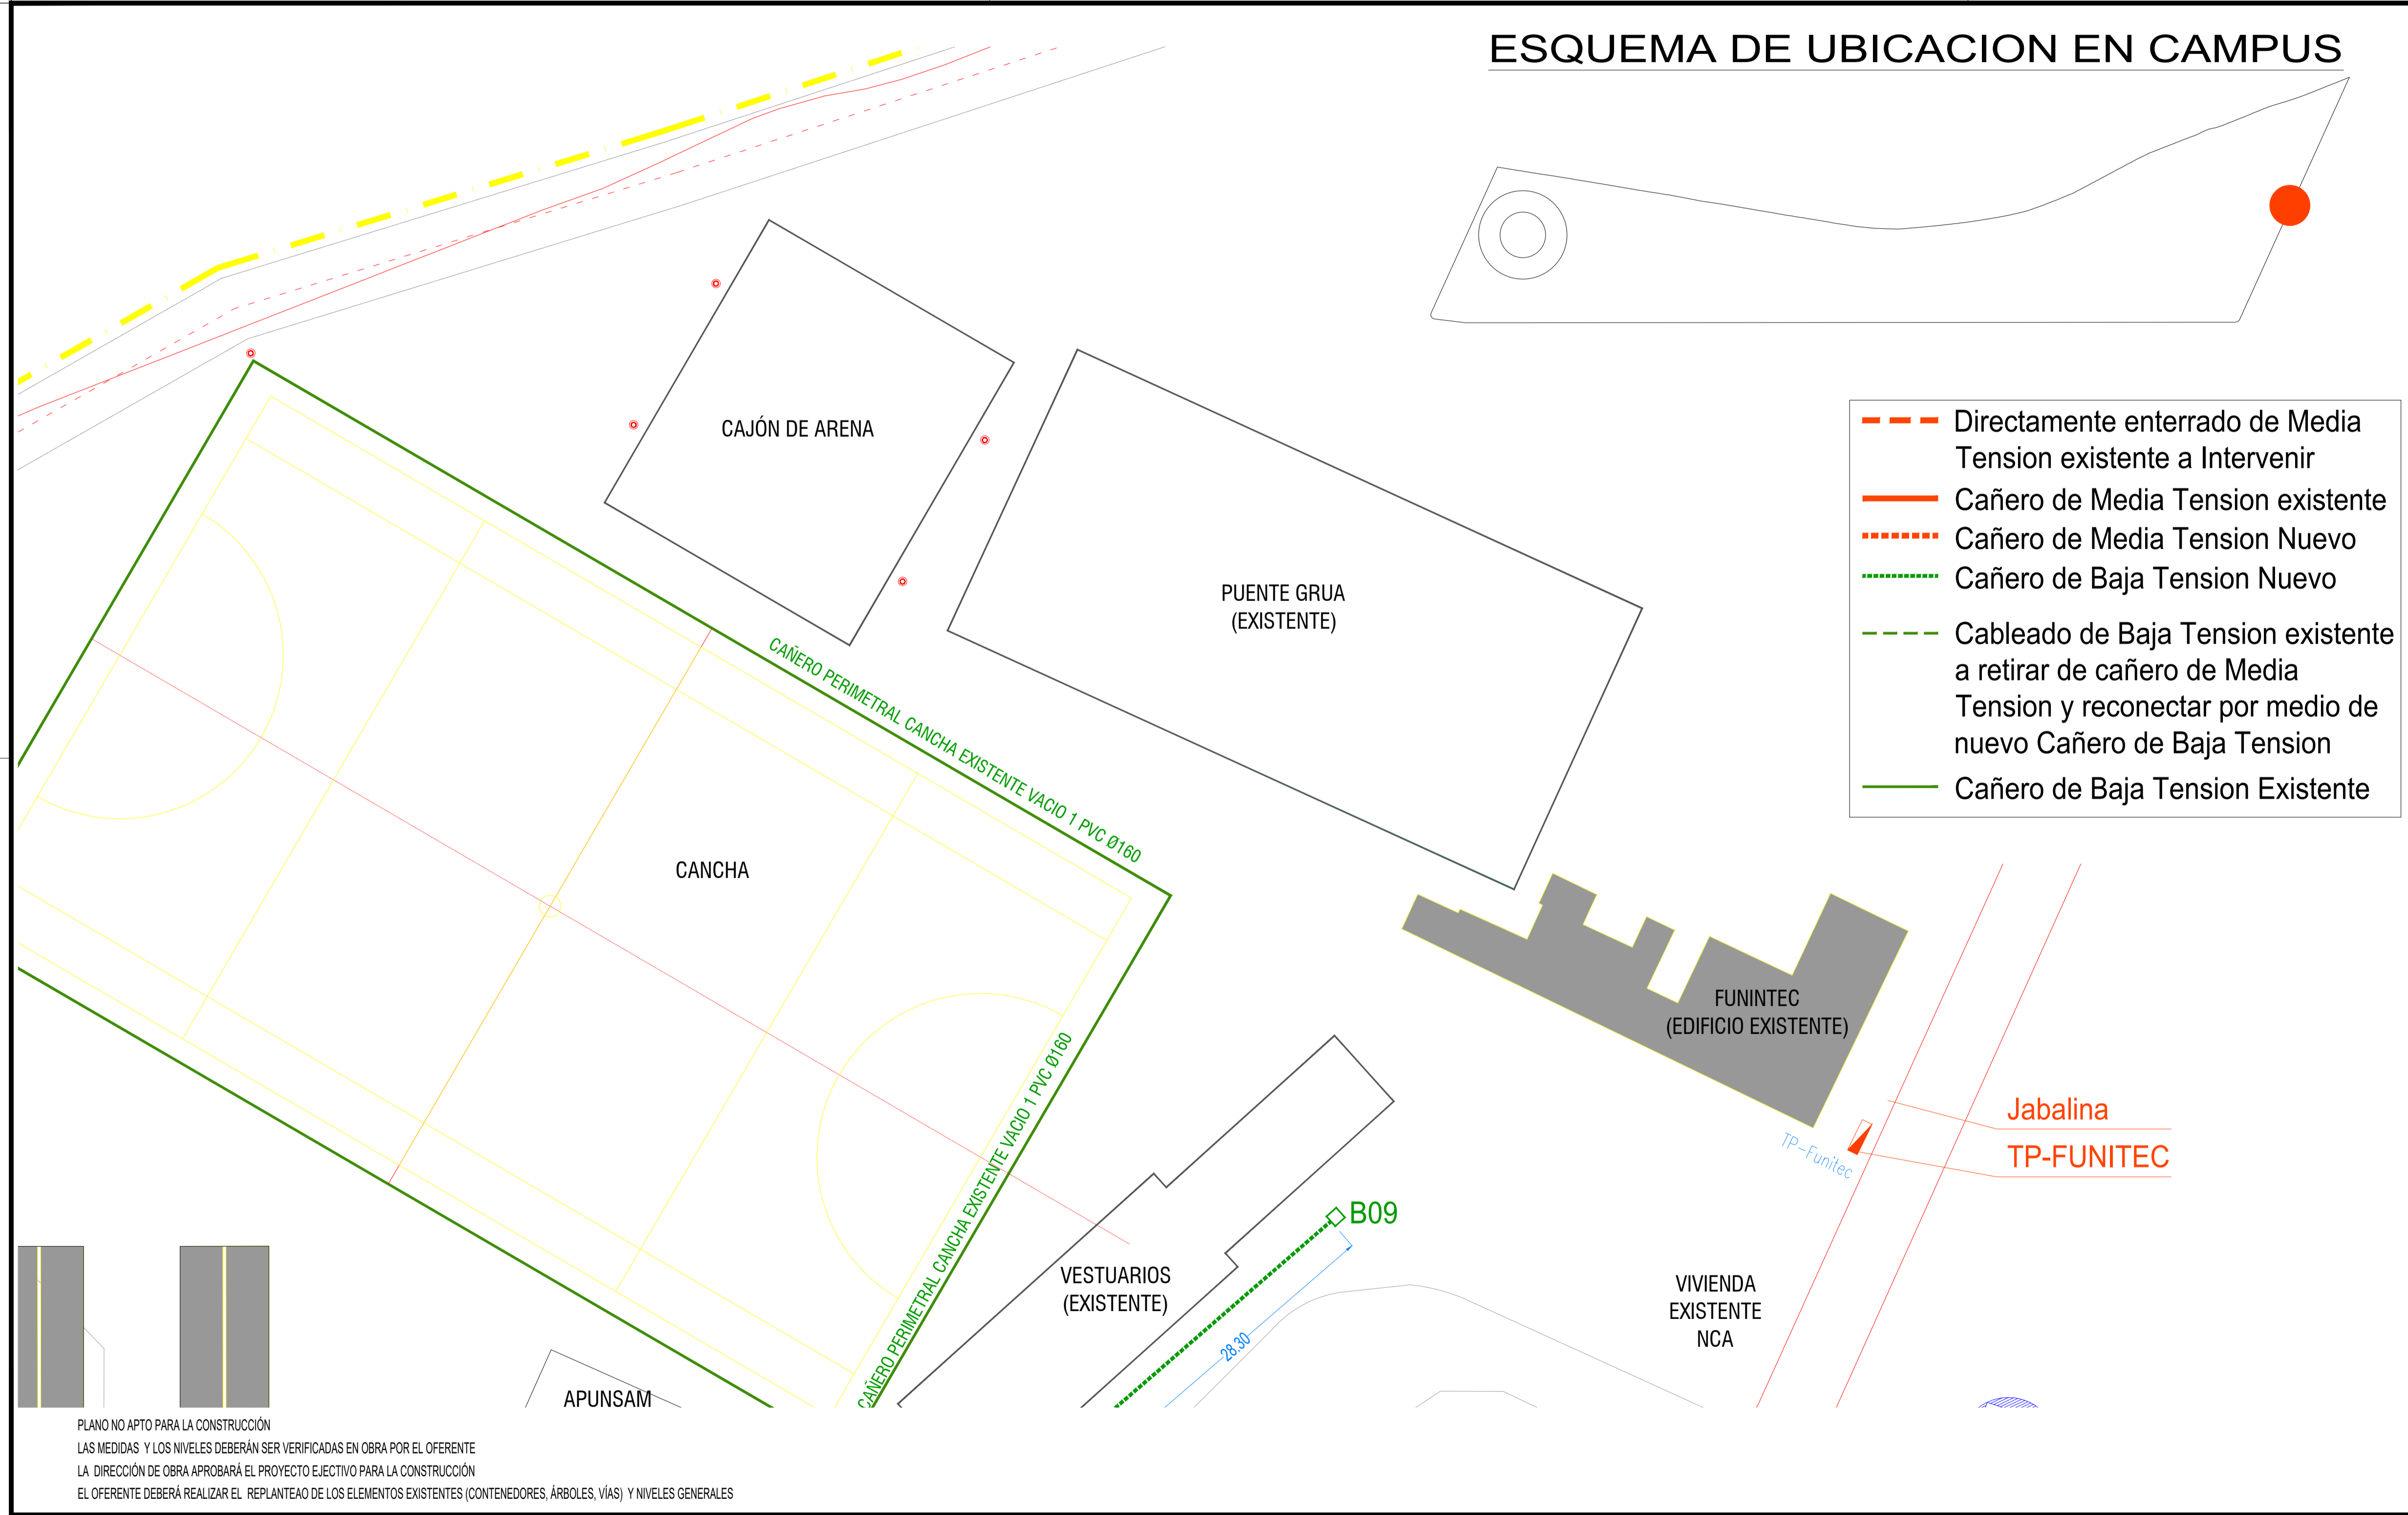 ESQUEMA DE UBICACION EN CAMPUS
Directamente enterrado de Media
Tension existente a Intervenir
Cañero de Media Tension existente
Cañero de Media Tension Nuevo
Cañero de Baja Tension Nuevo
Cableado de Baja Tension existente
a retirar de cañero de Media
Tension y reconectar por medio de
nuevo Cañero de Baja Tension
Cañero de Baja Tension Existente
CAJÓN DE ARENA
PUENTE GRUA
(EXISTENTE)
CAÑERO PERIMETRAL CANCHA EXISTENTE VACIO 1 PVC Ø160
CANCHA
FUNINTEC
(EDIFICIO EXISTENTE)
CAÑERO PERIMETRAL CANCHA EXISTENTE VACIO 1 PVC Ø160
Jabalina
TP-FUNITEC
TP-Funitec
B09
VESTUARIOS
(EXISTENTE)
28.30
VIVIENDA
EXISTENTE
NCA
APUNSAM
PLANO NO APTO PARA LA CONSTRUCCIÓN
LAS MEDIDAS Y LOS NIVELES DEBERÁN SER VERIFICADAS EN OBRA POR EL OFERENTE
LA DIRECCIÓN DE OBRA APROBARÁ EL PROYECTO EJECTIVO PARA LA CONSTRUCCIÓN
EL OFERENTE DEBERÁ REALIZAR EL REPLANTEAO DE LOS ELEMENTOS EXISTENTES (CONTENEDORES, ÁRBOLES, VÍAS) Y NIVELES GENERALES